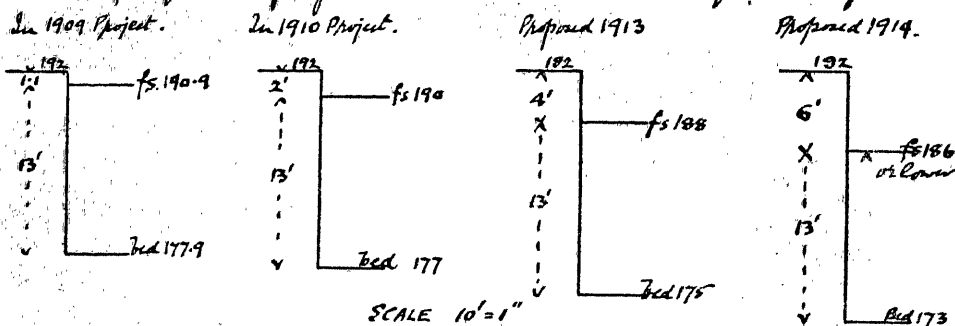 In 1909 Project.
In 1910 Project.
Proposed 1913
Proposed 1914.
192
1.1
fs. 190.9
13'
bed 177.9
192
2'
fs 190
13'
bed 177
192
4'
fs 188
13'
bed 175
192
6'
fs 186
or lower
13'
Bed 173
SCALE 10' = 1"